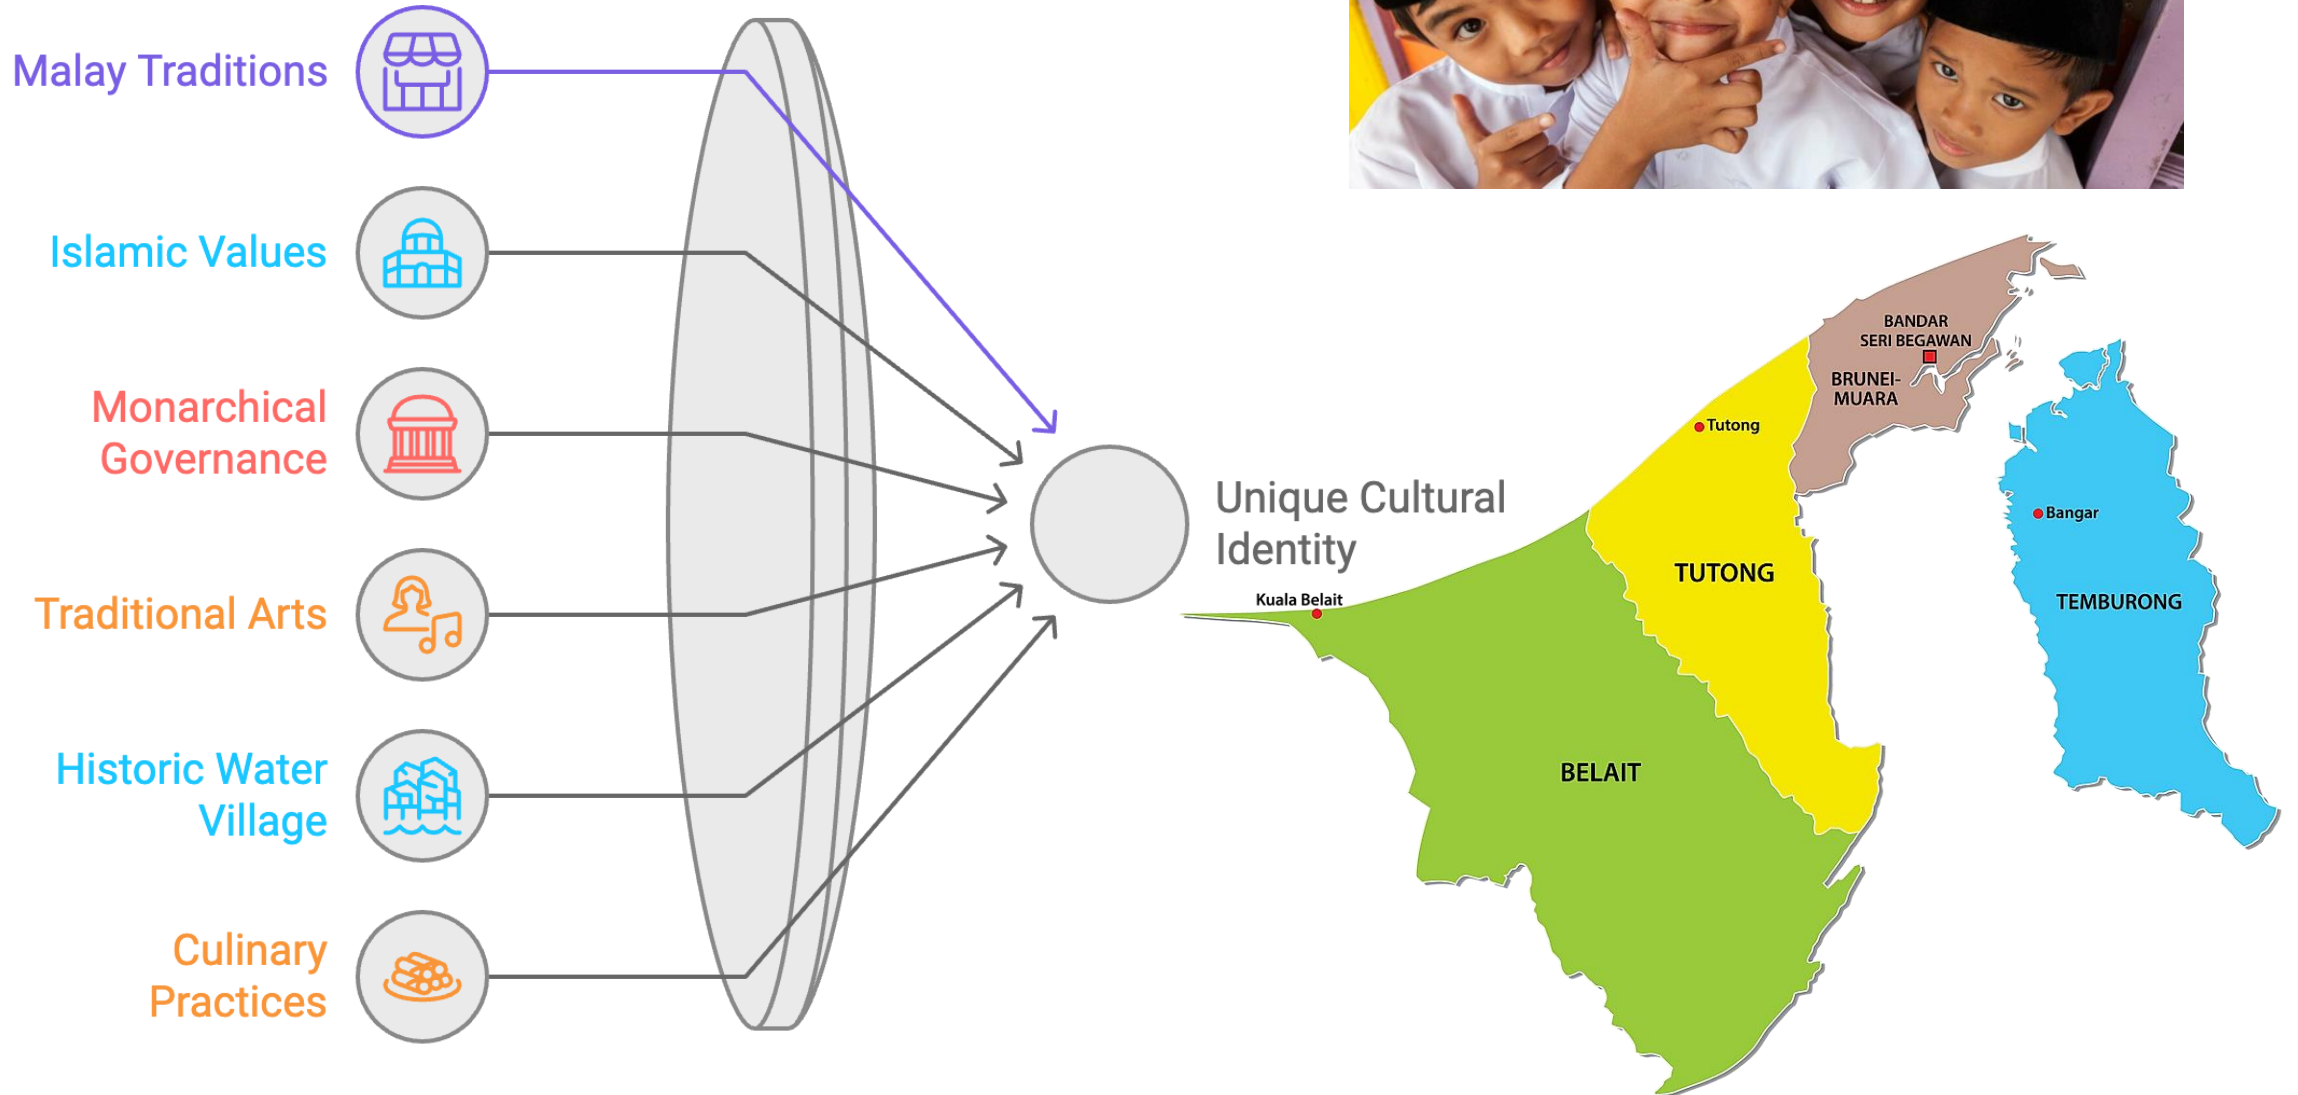 Malay Traditions
Islamic Values
Monarchical
Governance
Traditional Arts
Historic Water
Village
Culinary
Practices
Unique Cultural
Identity
BANDAR
SERI BEGAWAN
BRUNEI-
MUARA
Tutong
TUTONG
Bangar
TEMBURONG
Kuala Belait
BELAIT